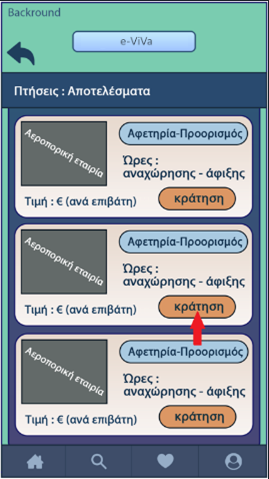 Backround
e-ViVa
Πτήσεις : Αποτελέσματα
Αεροπορική εταιρία
Αφετηρία-Προορισμός
Ώρες :
αναχώρησης - άφιξης
Τιμή : € (ανά επιβάτη)
κράτηση
Αεροπορική εταιρία
Αφετηρία-Προορισμός
Ώρες :
αναχώρησης - άφιξης
Τιμή : € (ανά επιβάτη)
κράτηση
Αεροπορική εταιρία
Αφετηρία-Προορισμός
Ώρες :
αναχώρησης - άφιξης
Τιμή : € (ανά επιβάτη)
κράτηση